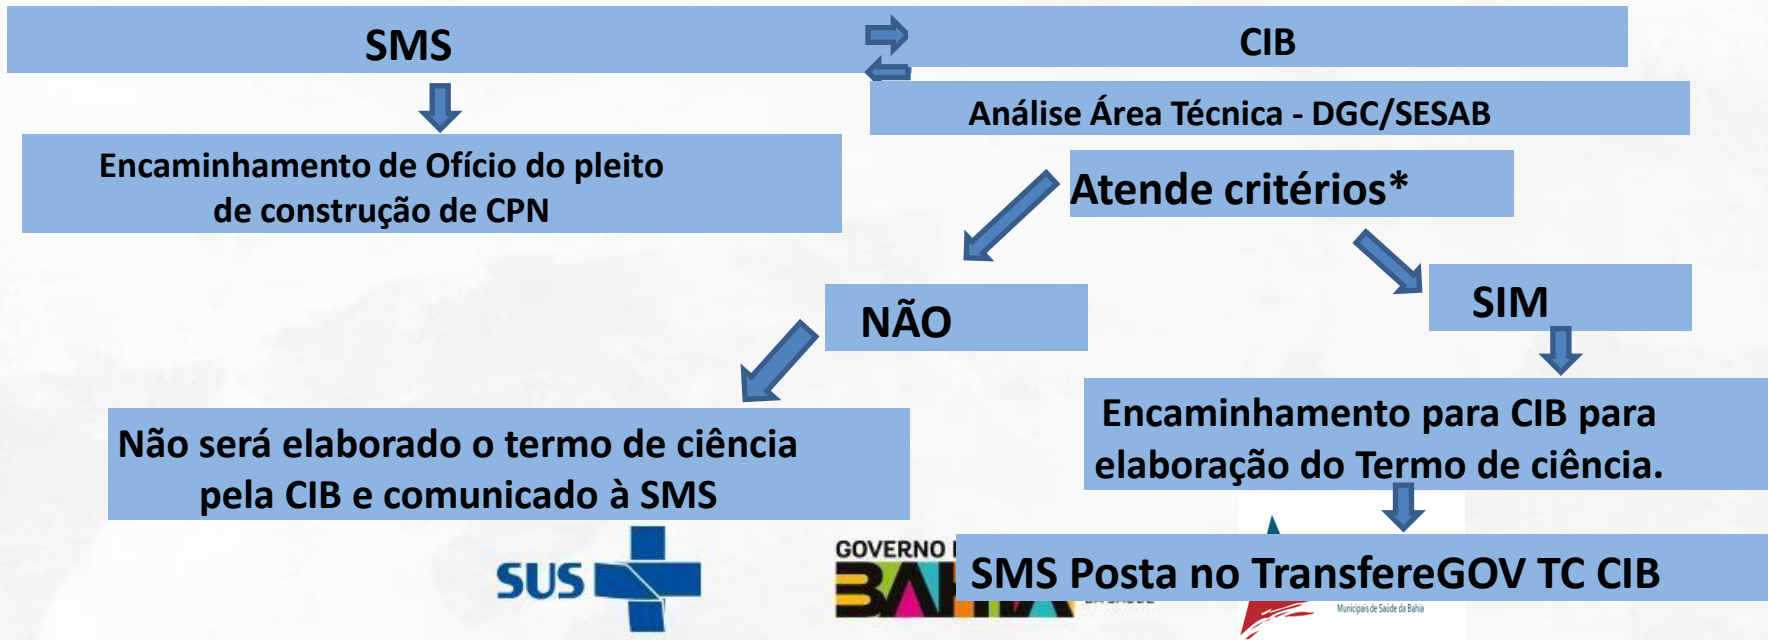 SMS
CIB
Análise Área Técnica - DGC/SESAB
Encaminhamento de Ofício do pleito
de construção de CPN
Atende critérios*
NÃO
SIM
Não será elaborado o termo de ciência
pela CIB e comunicado à SMS
Encaminhamento para CIB para
elaboração do Termo de ciência.
SMS Posta no TransfereGOV TC CIB
SUS
GOVERNO
BAHIA
Municipais de Saúde da Bahia